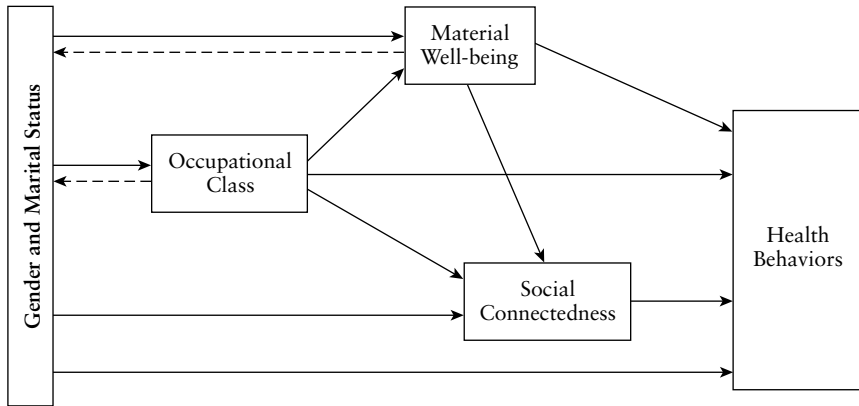 Gender and Marital Status
Material
Well-being
Occupational
Class
Social
Connectedness
Health
Behaviors